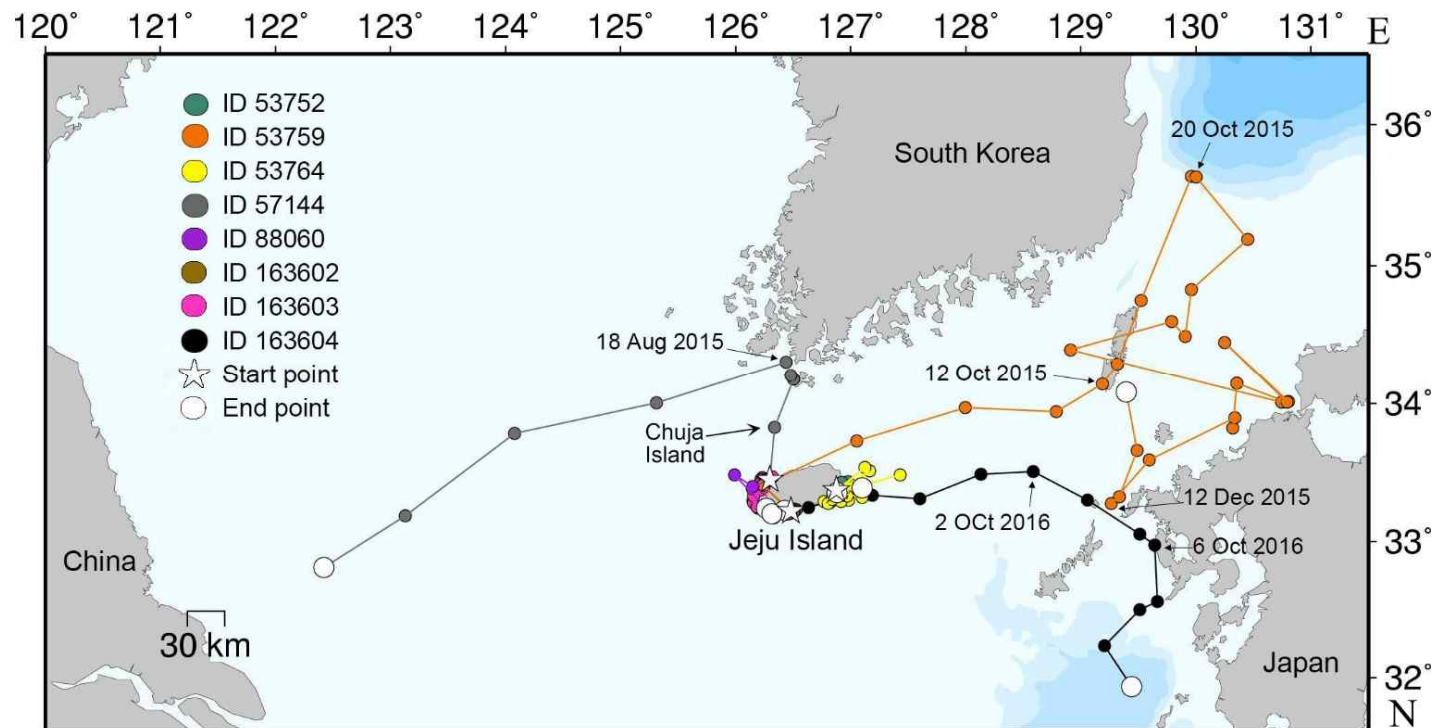 120° 121° 122° 123° 124° 125° 126° 127° 128° 129° 130° 131° E
ID 53752
ID 53759
ID 53764
ID 57144
ID 88060
ID 163602
ID 163603
ID 163604
Start point
End point
South Korea
20 Oct 2015
36°
35°
18 Aug 2015
12 Oct 2015
34°
Chuja
Island
12 Dec 2015
2 OCt 2016
Jeju Island
6 Oct 2016
33°
China
30 km
Japan
32°
N